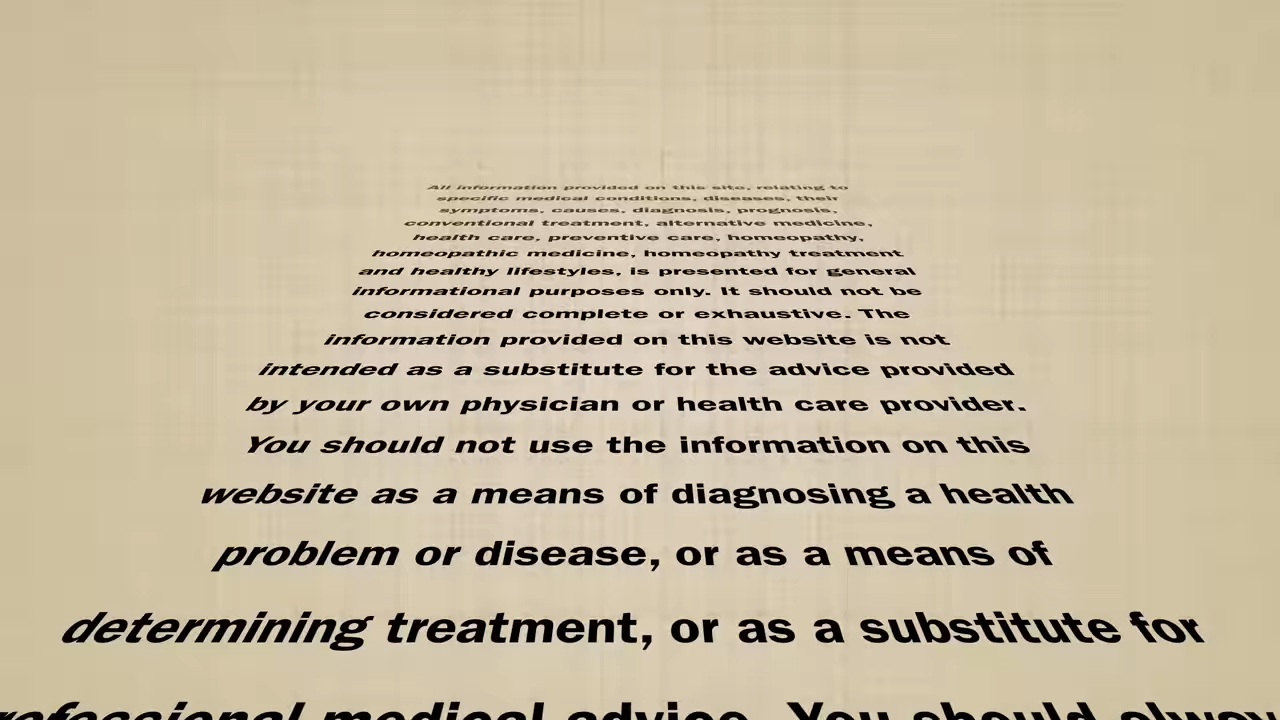 All information provided on this site, relating to
specific medical conditions, diseases, their
symptoms, causes, diagnosis, prognosis,
conventional treatment, alternative medicine,
health care, preventive care, homeopathy,
homeopathic medicine, homeopathy treatment
and healthy lifestyles, is presented for general
informational purposes only. It should not be
considered complete or exhaustive. The
information provided on this website is not
intended as a substitute for the advice provided
by your own physician or health care provider.
You should not use the information on this
website as a means of diagnosing a health
problem or disease, or as a means of
determining treatment, or as a substitute for
medical advice. You should